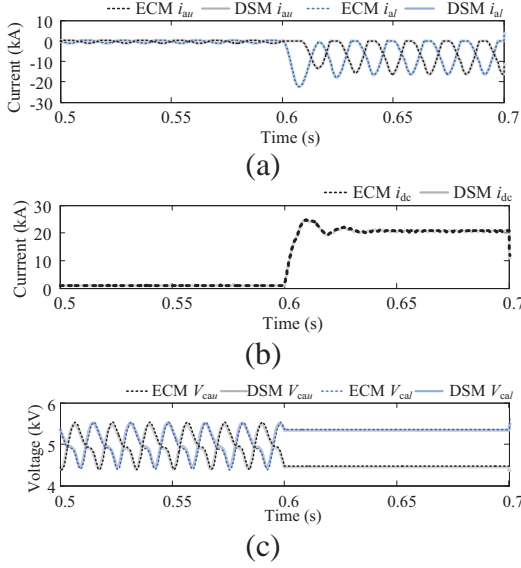 ECM iau DSM iau ECM ial DSM ial
10
0
-10
-20
-30
Current (kA)
0.5 0.55 0.6 0.65 0.7
Time (s)
(a)
ECM idc DSM idc
30
20
10
0
Currrent (kA)
0.5 0.55 0.6 0.65 0.7
Time (s)
(b)
ECM Vcau DSM Vcau ECM Vcal DSM Vcal
6
5
4
Voltage (kV)
0.5 0.55 0.6 0.65 0.7
Time (s)
(c)